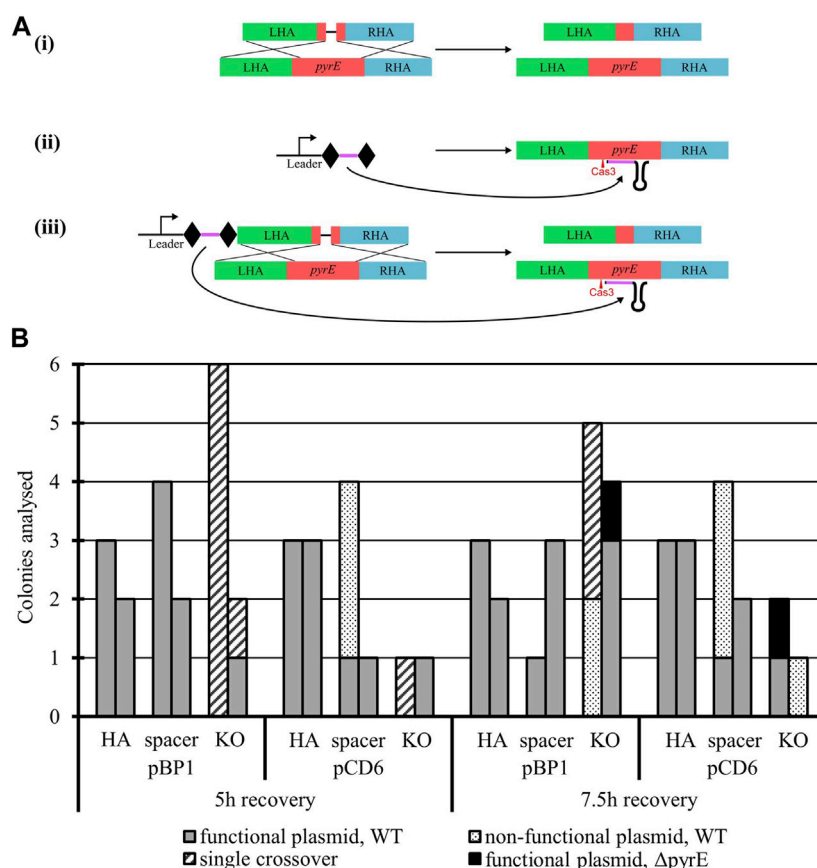 A
(i)
LHA RHA
LHA pyrE RHA
LHA RHA
LHA pyrE RHA
(ii)
Leader
LHA pyrE RHA
Cas3
(iii)
Leader
LHA RHA
LHA pyrE RHA
LHA RHA
LHA pyrE RHA
Cas3
B
Colonies analysed
6
5
4
3
2
1
0
HA spacer KO HA spacer KO HA spacer KO HA spacer KO
pBP1 pCD6 pBP1 pCD6
5h recovery 7.5h recovery
functional plasmid, WT non-functional plasmid, WT
single crossover functional plasmid, ΔpyrE